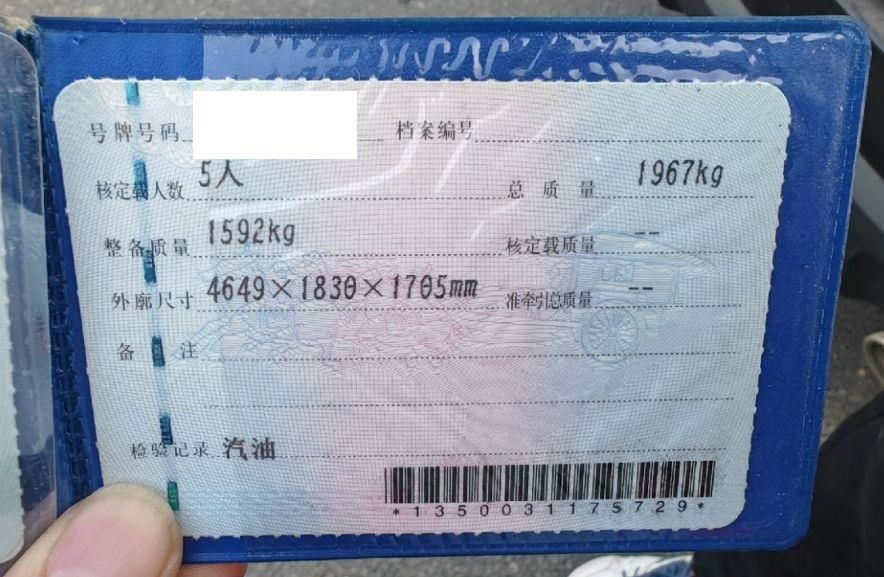 号牌号码 档案编号
核定载人数 5人 总质量 1967kg
整备质量 1592kg 核定载质量 --
外廓尺寸 4649×1830×1705mm 准牵引总质量 --
备注
检验记录 汽油
*1350031175729*